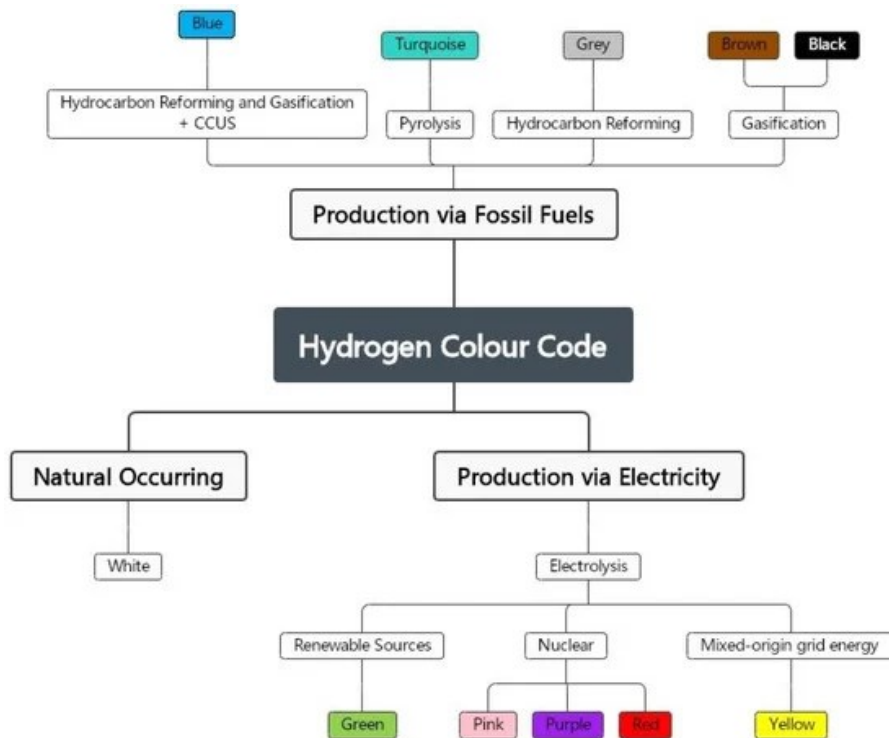 Blue
Turquoise
Grey
Brown
Black
Hydrocarbon Reforming and Gasification
+ CCUS
Pyrolysis
Hydrocarbon Reforming
Gasification
Production via Fossil Fuels
Hydrogen Colour Code
Natural Occurring
Production via Electricity
White
Electrolysis
Renewable Sources
Nuclear
Mixed-origin grid energy
Green
Pink
Purple
Red
Yellow